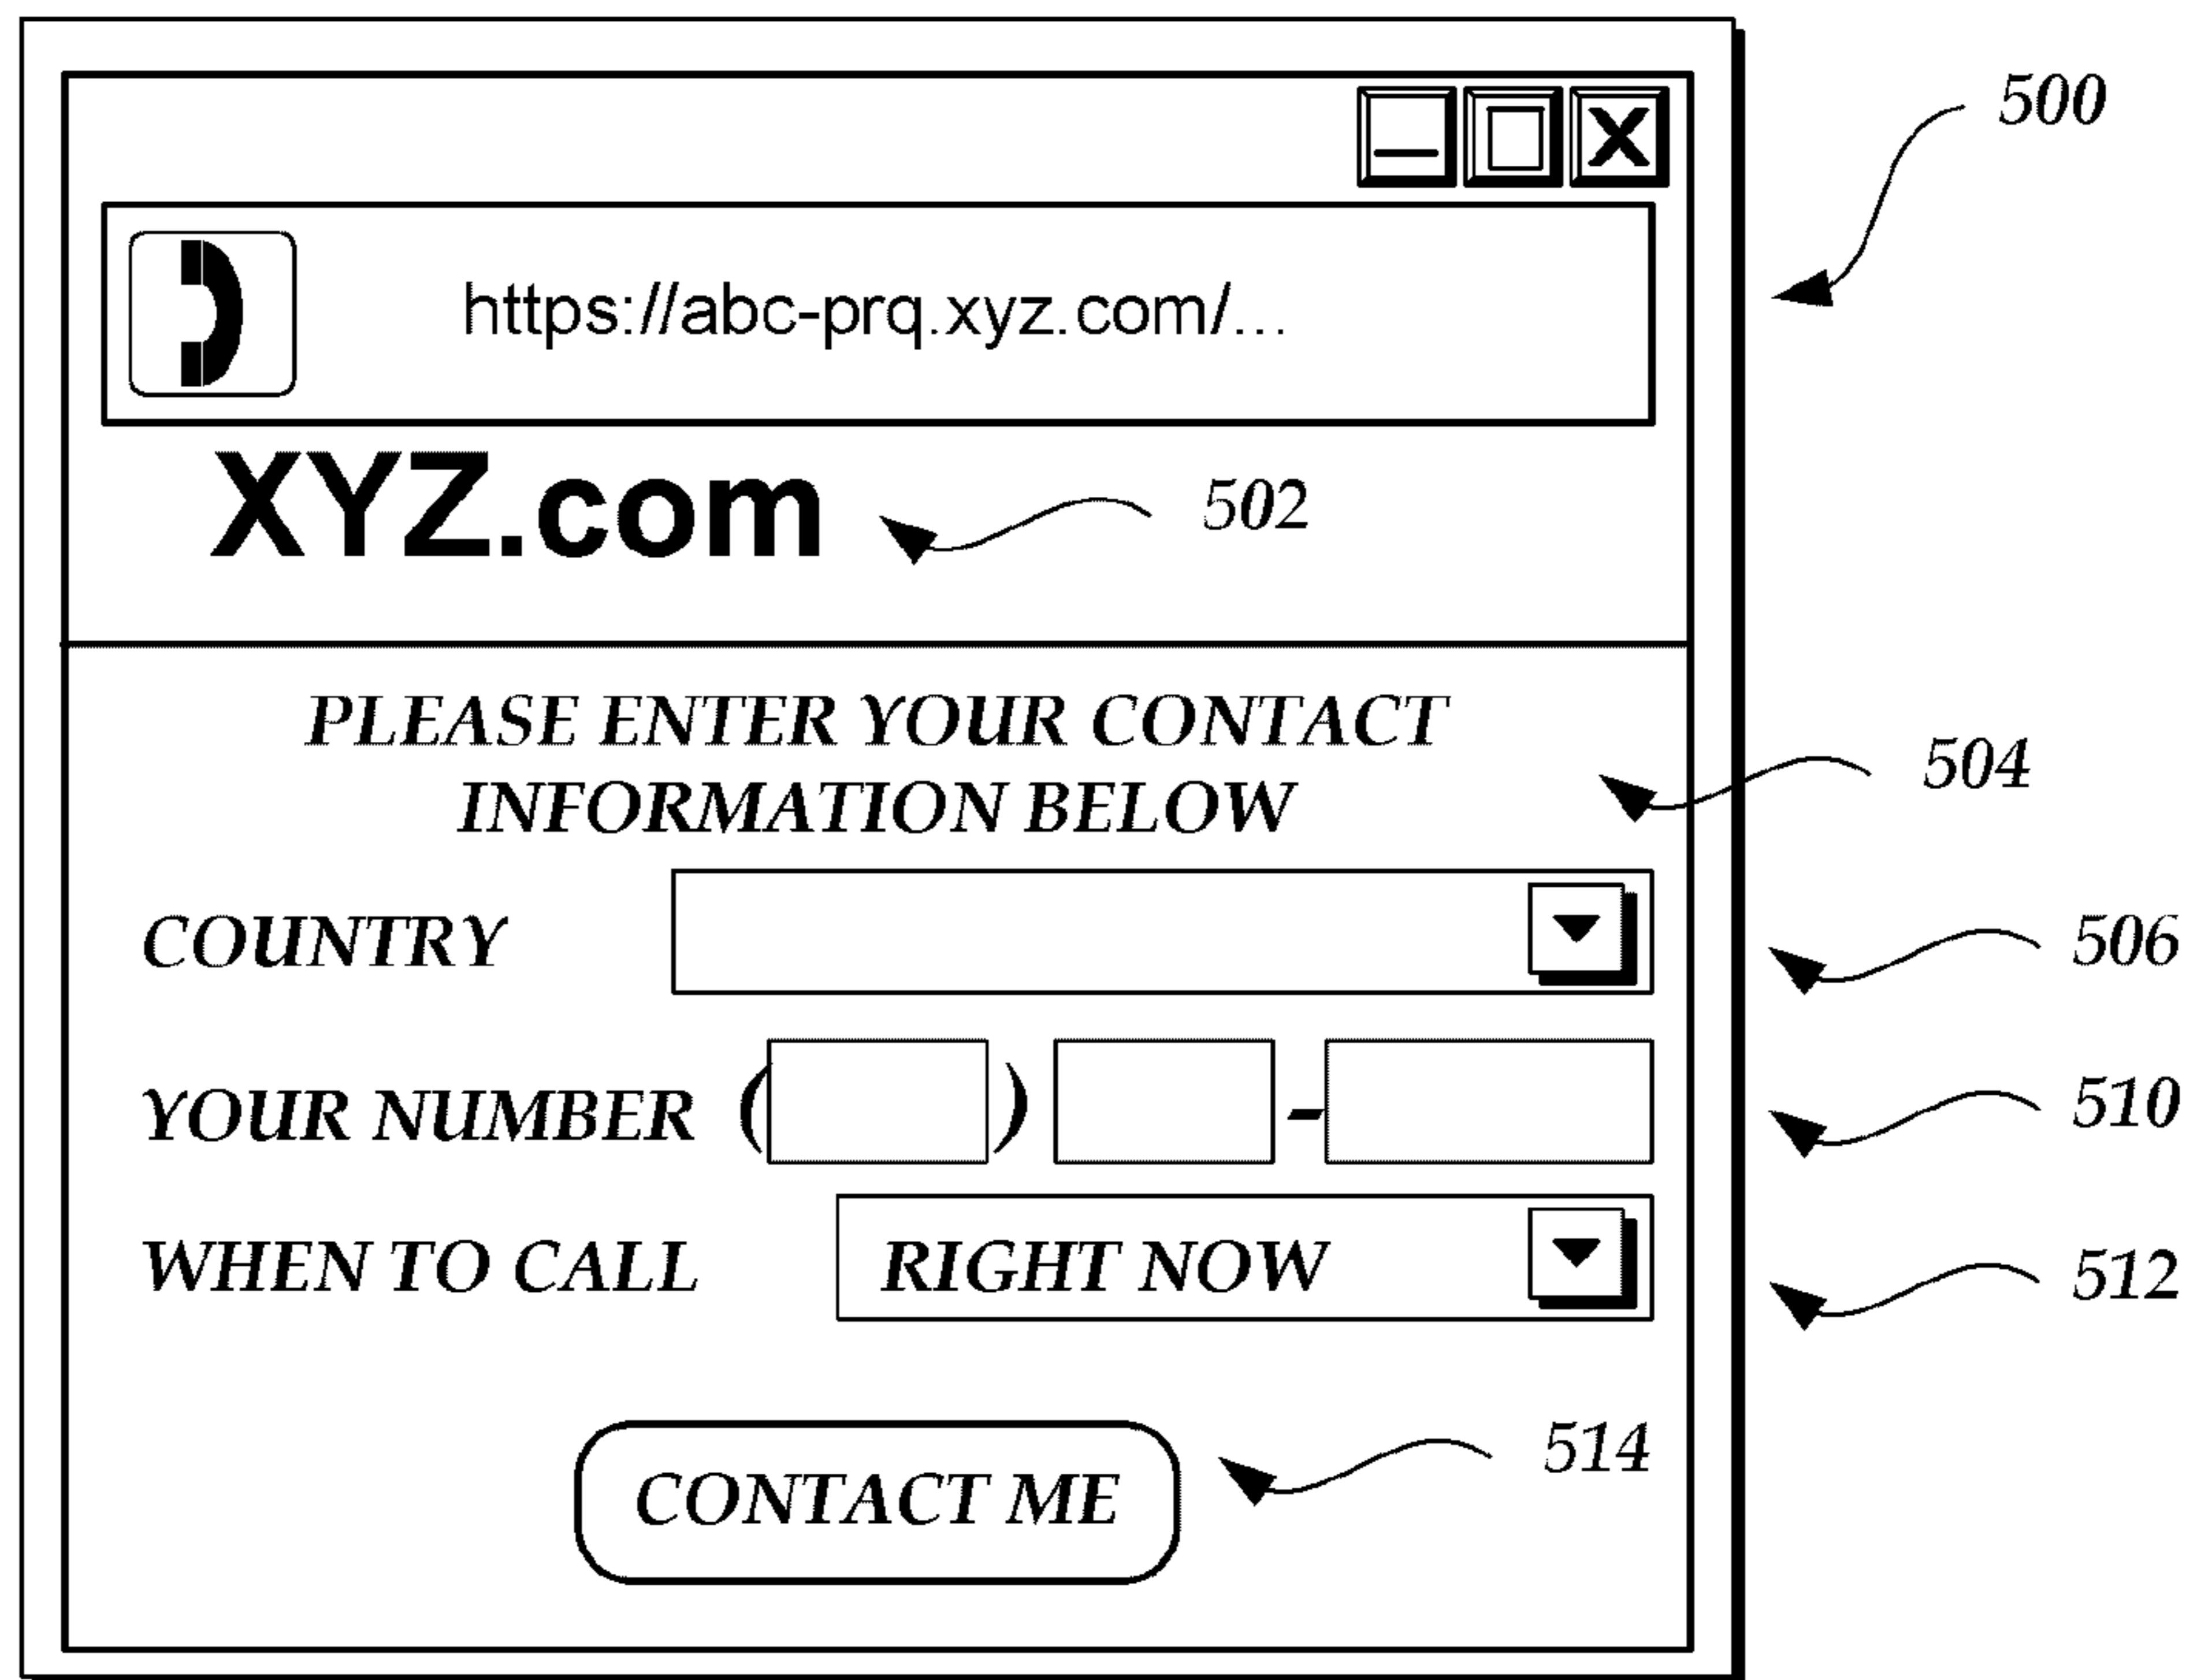 500
https://abc-prq.xyz.com/...
XYZ.com 502
PLEASE ENTER YOUR CONTACT
INFORMATION BELOW
504
COUNTRY 506
YOUR NUMBER ( ) - 510
WHEN TO CALL RIGHT NOW 512
CONTACT ME 514